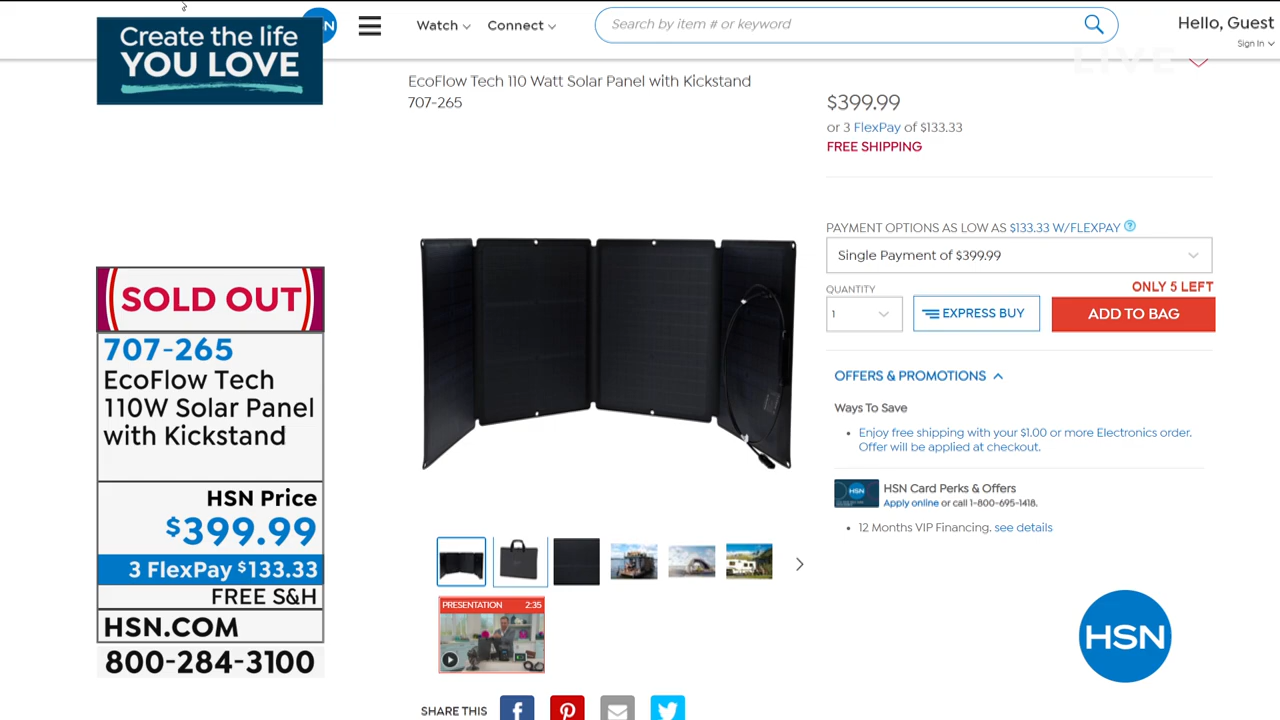 Create the life
YOU LOVE
Watch
Connect
Search by item # or keyword
Hello, Guest
Sign In
LIVE
EcoFlow Tech 110 Watt Solar Panel with Kickstand
707-265
$399.99
or 3 FlexPay of $133.33
FREE SHIPPING
PAYMENT OPTIONS AS LOW AS $133.33 W/FLEXPAY ?
Single Payment of $399.99
ONLY 5 LEFT
QUANTITY
1
EXPRESS BUY
ADD TO BAG
OFFERS & PROMOTIONS
Ways To Save
• Enjoy free shipping with your $1.00 or more Electronics order.
Offer will be applied at checkout.
HSN
HSN Card Perks & Offers
Apply online or call 1-800-695-1418.
• 12 Months VIP Financing. see details
SOLD OUT
707-265
EcoFlow Tech
110W Solar Panel
with Kickstand
HSN Price
$399.99
3 FlexPay $133.33
FREE S&H
HSN.COM
800-284-3100
PRESENTATION 2:35
SHARE THIS
HSN